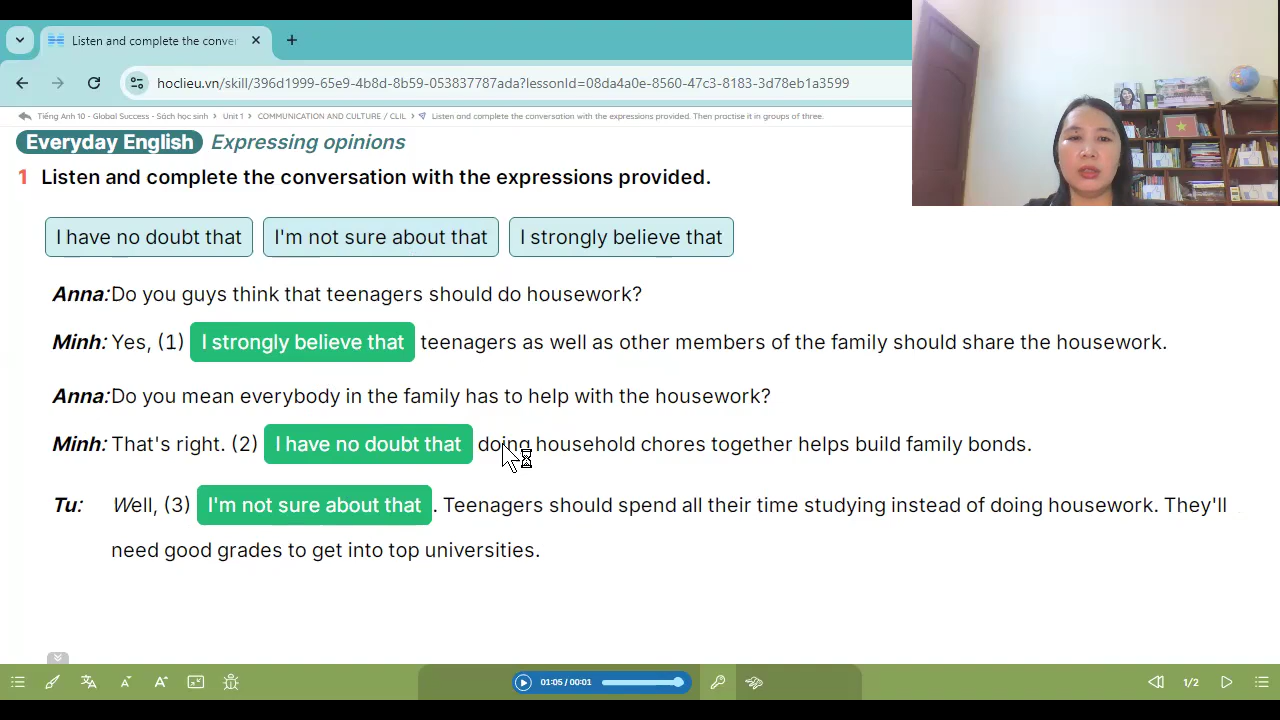 Listen and complete the conver
hoclieu.vn/skill/396d1999-65e9-4b8d-8b59-053837787ada?lessonId=08da4a0e-8560-47c3-8183-3d78eb1a3599
Tiếng Anh 10 - Global Success - Sách học sinh > Unit 1 > COMMUNICATION AND CULTURE / CLIL > Listen and complete the conversation with the expressions provided. Then practise it in groups of three.
Everyday English Expressing opinions
1 Listen and complete the conversation with the expressions provided.
I have no doubt that I'm not sure about that I strongly believe that
Anna: Do you guys think that teenagers should do housework?
Minh: Yes, (1) I strongly believe that teenagers as well as other members of the family should share the housework.
Anna: Do you mean everybody in the family has to help with the housework?
Minh: That's right. (2) I have no doubt that doing household chores together helps build family bonds.
Tu: Well, (3) I'm not sure about that. Teenagers should spend all their time studying instead of doing housework. They'll
need good grades to get into top universities.
01:05 / 00:01
1/2